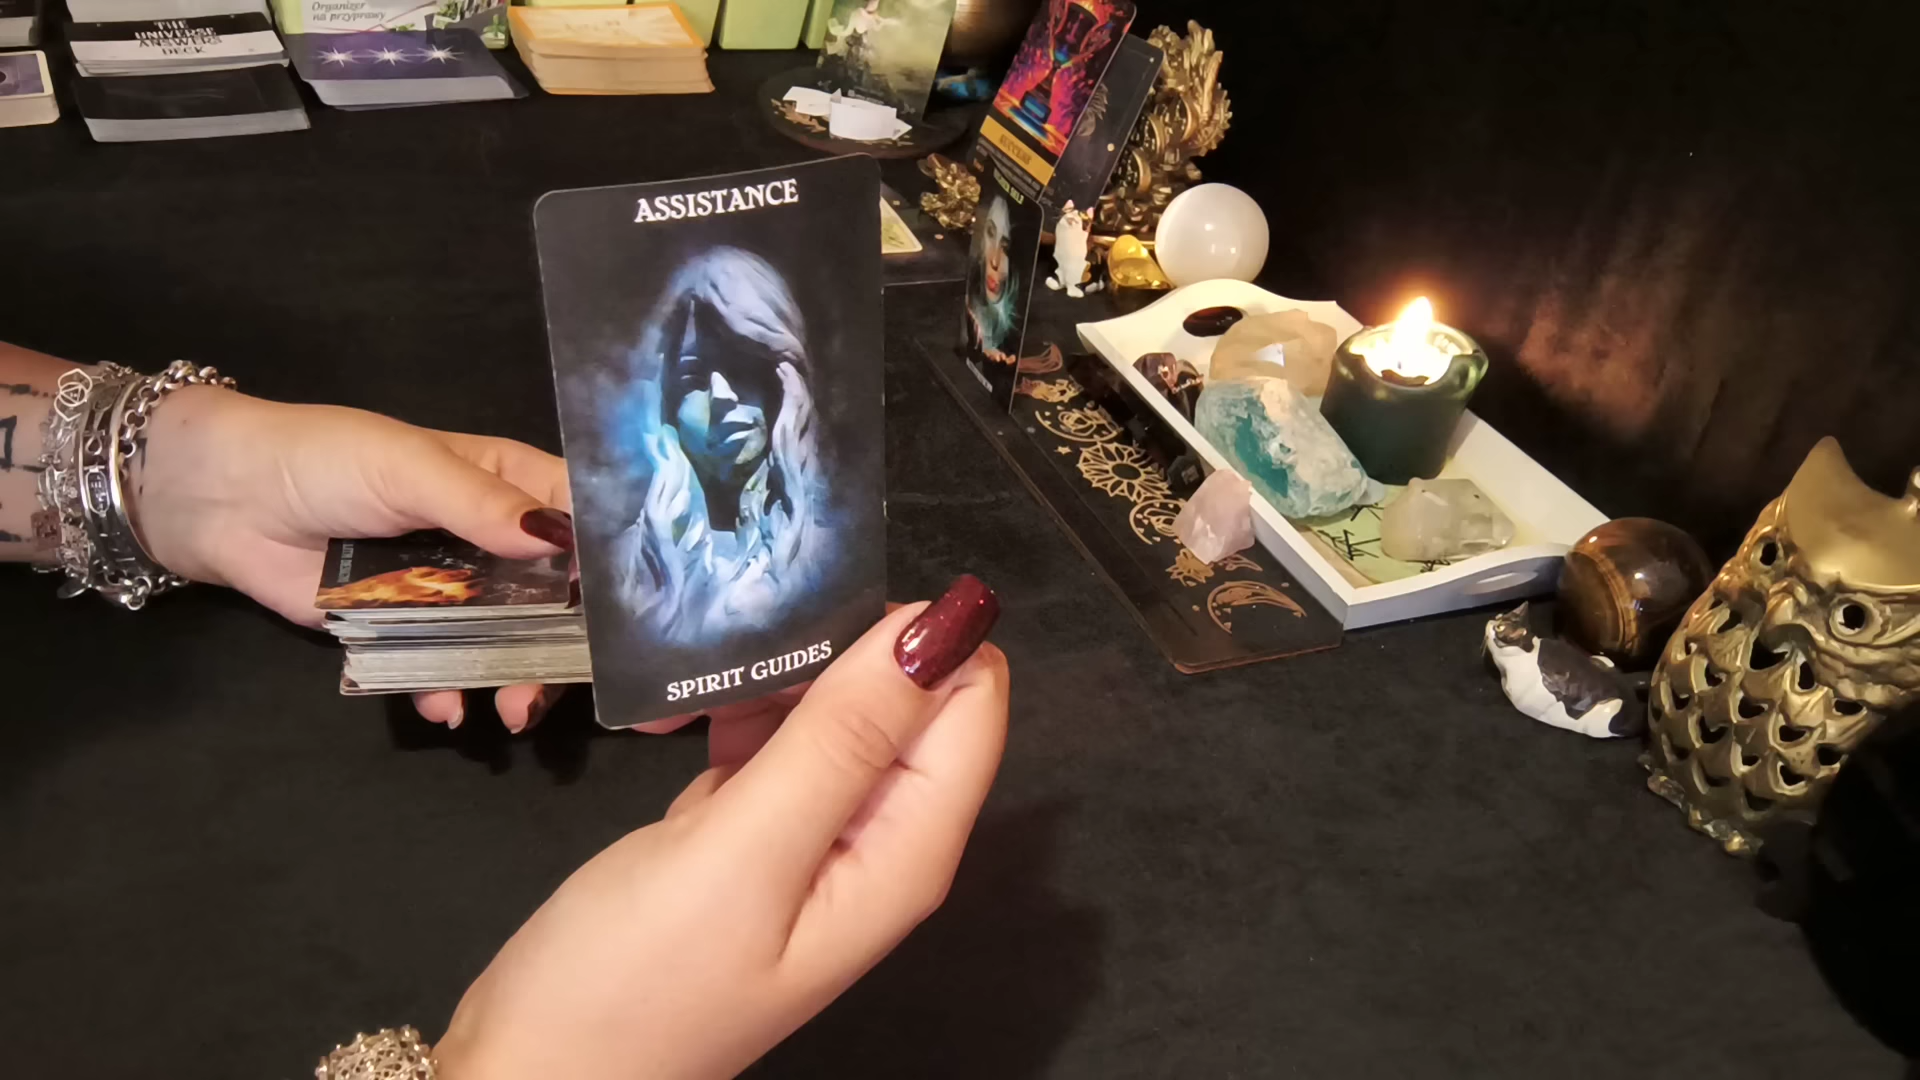 Organizer
na przyprawy
THE
UNIVERSE
ANSWERS
DECK
ASSISTANCE
SPIRIT GUIDES